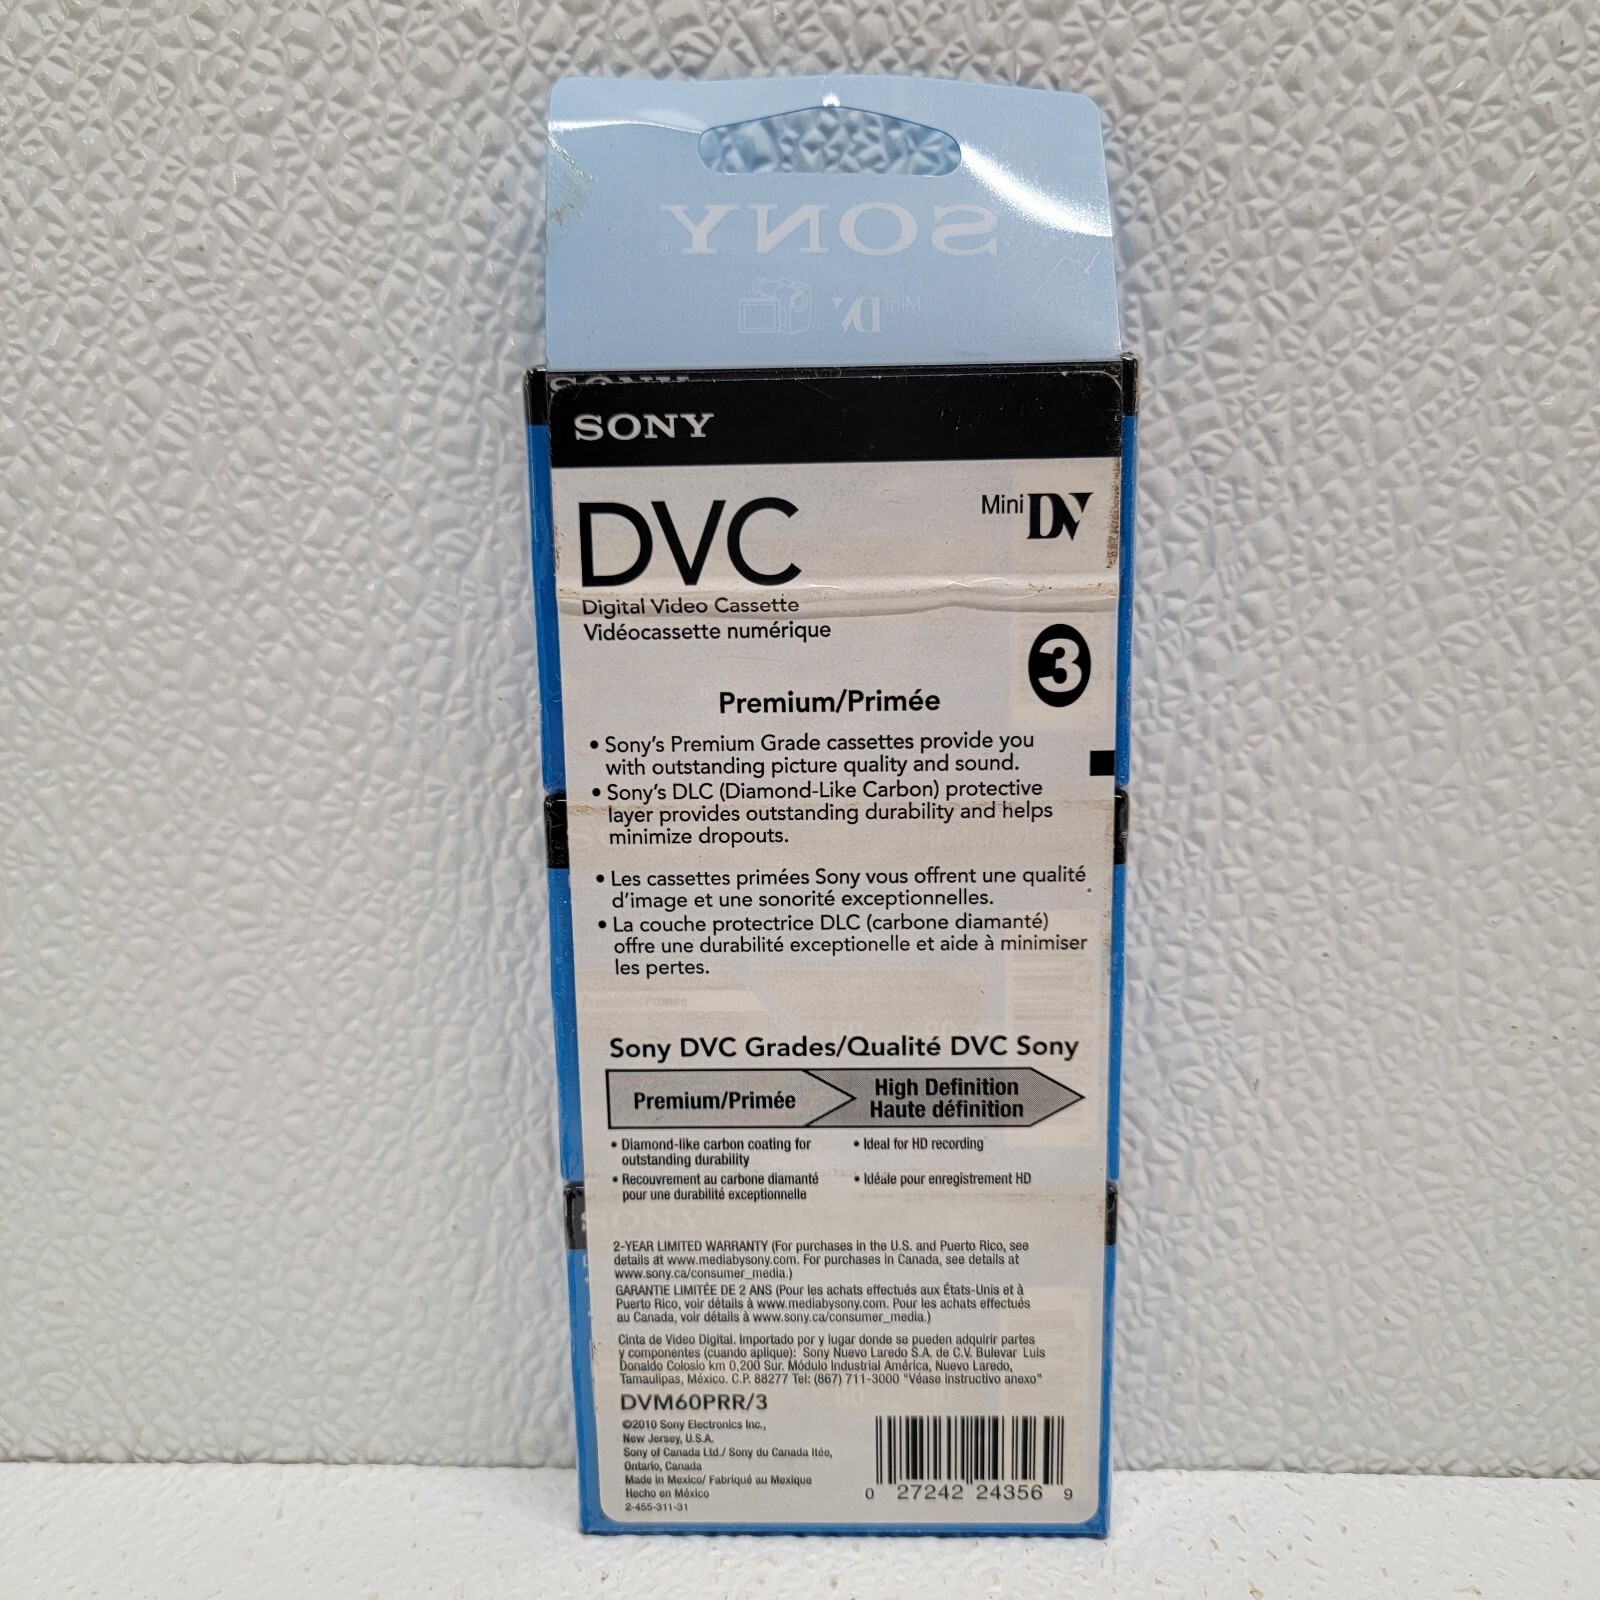 SONY
Mini DV
SONY
SONY
DVC
Mini DV
Digital Video Cassette
Vidéocassette numérique
3
Premium/Primée
• Sony's Premium Grade cassettes provide you
with outstanding picture quality and sound.
• Sony's DLC (Diamond-Like Carbon) protective
layer provides outstanding durability and helps
minimize dropouts.
• Les cassettes primées Sony vous offrent une qualité
d'image et une sonorité exceptionnelles.
• La couche protectrice DLC (carbone diamanté)
offre une durabilité exceptionelle et aide à minimiser
les pertes.
Sony DVC Grades/Qualité DVC Sony
Premium/Primée
High Definition
Haute définition
• Diamond-like carbon coating for
outstanding durability
• Recouvrement au carbone diamanté
pour une durabilité exceptionnelle
• Ideal for HD recording
• Idéale pour enregistrement HD
SONY
2-YEAR LIMITED WARRANTY (For purchases in the U.S. and Puerto Rico, see
details at www.mediabysony.com. For purchases in Canada, see details at
www.sony.ca/consumer_media.)
GARANTIE LIMITÉE DE 2 ANS (Pour les achats effectués aux États-Unis et à
Puerto Rico, voir détails à www.mediabysony.com. Pour les achats effectués
au Canada, voir détails à www.sony.ca/consumer_media.)
Cinta de Video Digital. Importado por y lugar donde se pueden adquirir partes
y componentes (cuando aplique): Sony Nuevo Laredo S.A. de C.V. Bulevar Luis
Donaldo Colosio km 0,200 Sur. Módulo Industrial América, Nuevo Laredo,
Tamaulipas, México. C.P. 88277 Tel: (867) 711-3000 "Véase instructivo anexo"
DVM60PRR/3
©2010 Sony Electronics Inc.,
New Jersey, U.S.A.
Sony of Canada Ltd./ Sony du Canada ltée,
Ontario, Canada
Made in Mexico/ Fabriqué au Mexique
Hecho en México
2-455-311-31
0 27242 24356 9